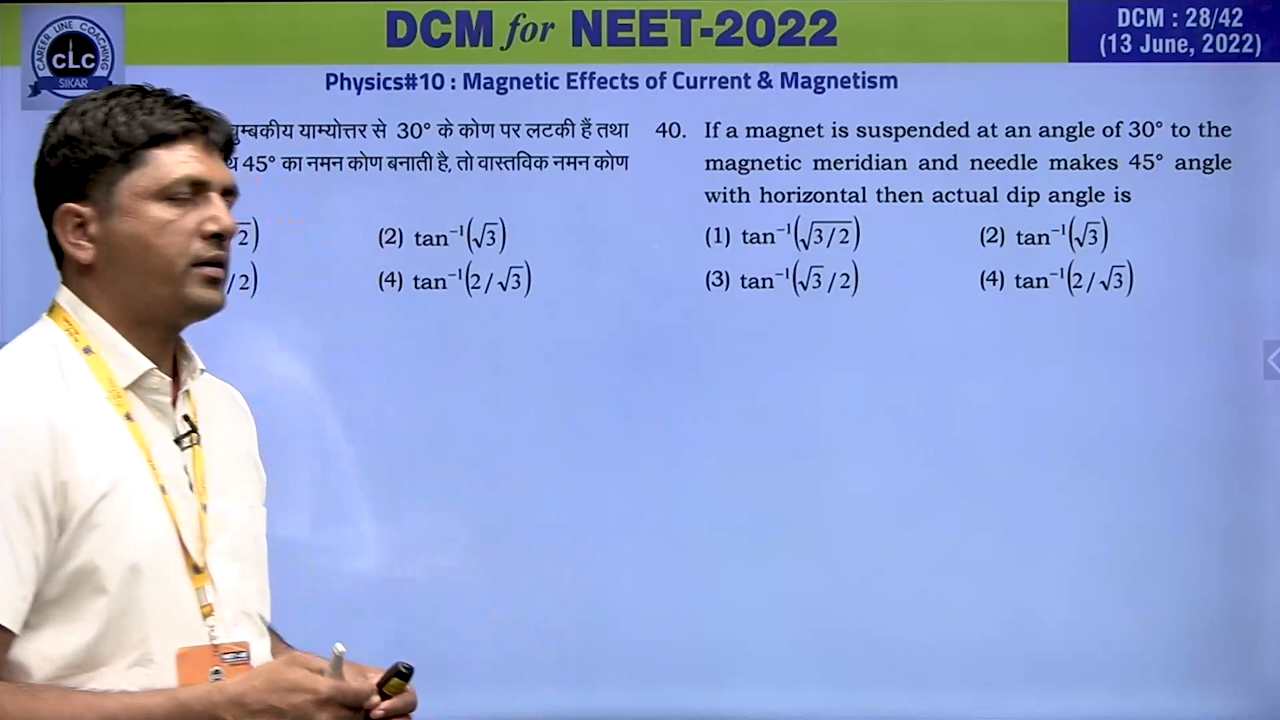 DCM for NEET-2022
DCM : 28/42
(13 June, 2022)
CAREER LINE COACHING
CLC
SIKAR
Physics#10 : Magnetic Effects of Current & Magnetism
चुम्बकीय याम्योत्तर से 30° के कोण पर लटकी हैं तथा
45° का नमन कोण बनाती है, तो वास्तविक नमन कोण
2)
(2) tan⁻¹(√3)
/2)
(4) tan⁻¹(2/√3)
40. If a magnet is suspended at an angle of 30° to the
magnetic meridian and needle makes 45° angle
with horizontal then actual dip angle is
(1) tan⁻¹(√3/2)
(2) tan⁻¹(√3)
(3) tan⁻¹(√3/2)
(4) tan⁻¹(2/√3)